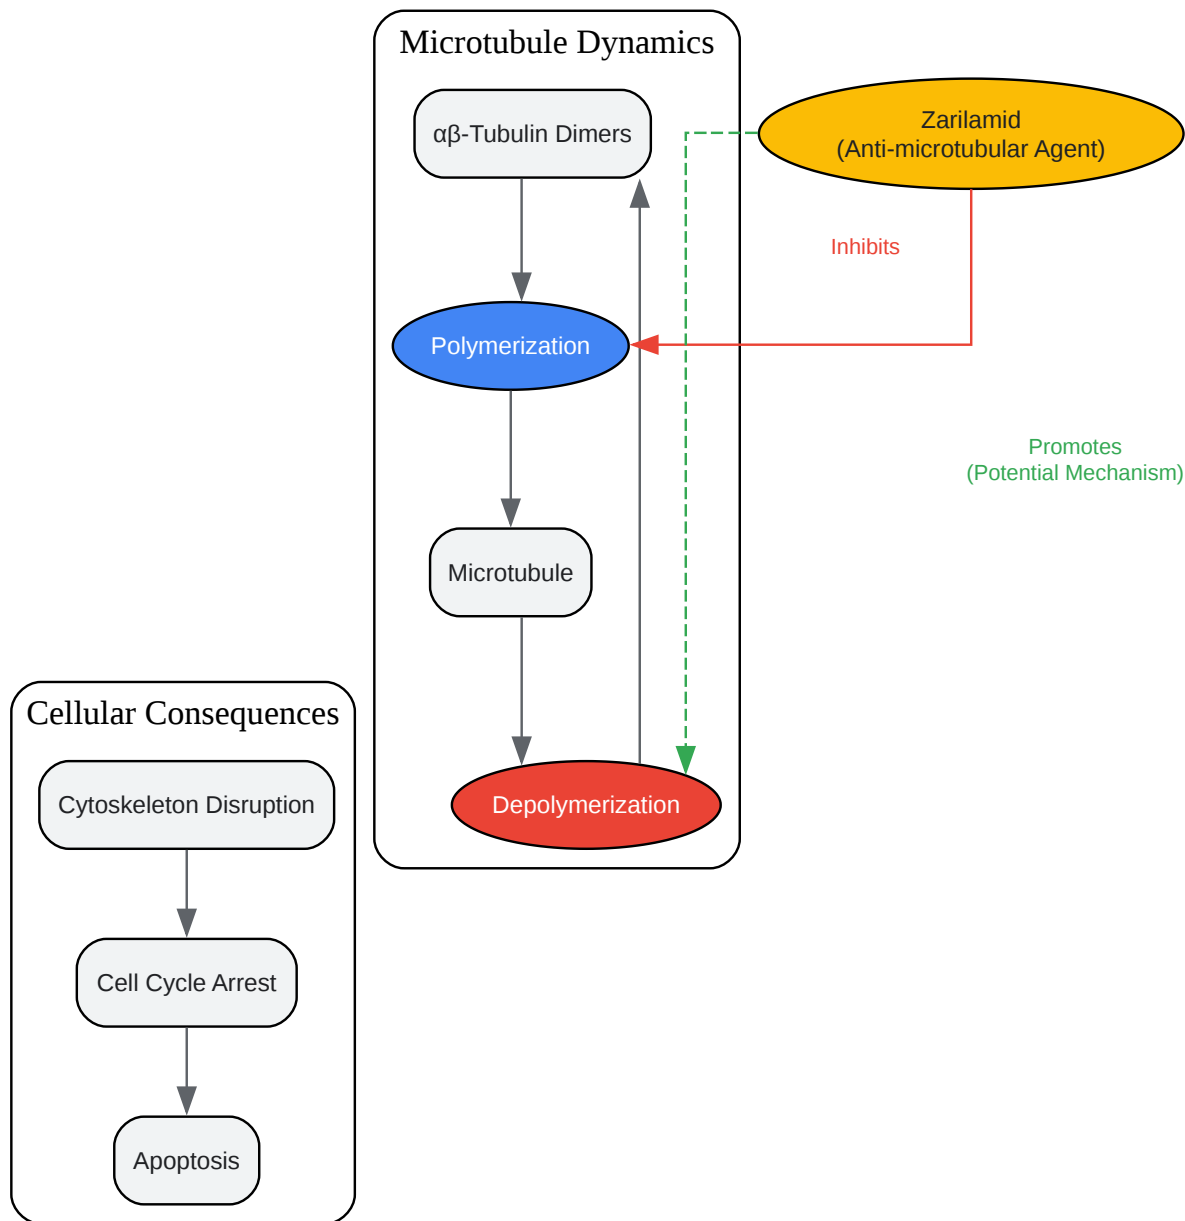 Microtubule Dynamics
αβ-Tubulin Dimers
Zarilamid
(Anti-microtubular Agent)
Inhibits
Polymerization
Promotes
(Potential Mechanism)
Microtubule
Depolymerization
Cellular Consequences
Cytoskeleton Disruption
Cell Cycle Arrest
Apoptosis